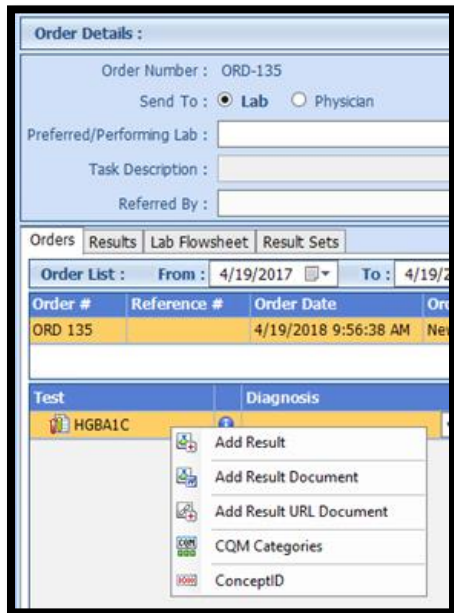 Order Details :
Order Number : ORD-135
Send To : Lab Physician
Preferred/Performing Lab :
Task Description :
Referred By :
Orders Results Lab Flowsheet Result Sets
Order List : From : 4/19/2017 To : 4/19/2
Order # Reference # Order Date Or
ORD 135 4/19/2018 9:56:38 AM Ne
Test Diagnosis
HGBA1C
Add Result
Add Result Document
Add Result URL Document
CQM Categories
ConceptID